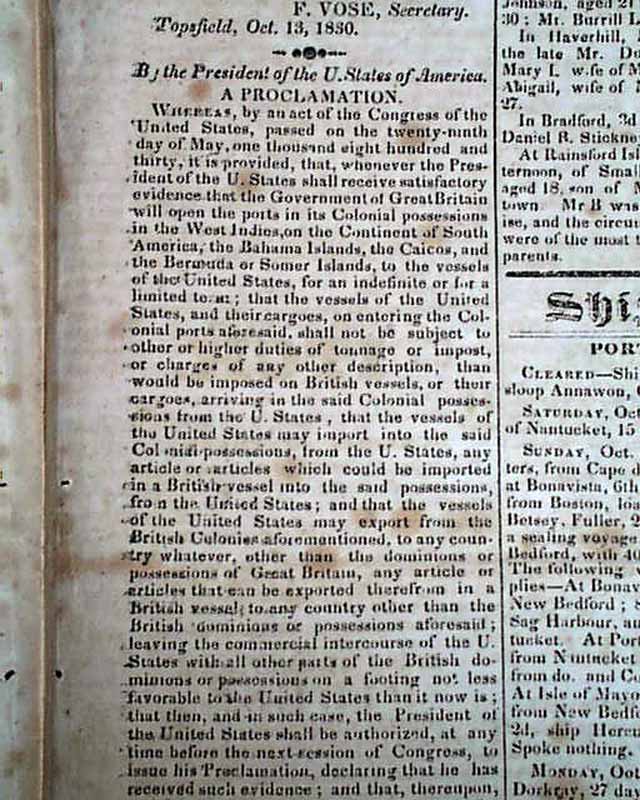 F. VOSE, Secretary.
Topsfield, Oct. 13, 1830.
By the President of the U. States of America.
A PROCLAMATION.
WHEREAS, by an act of the Congress of the
United States, passed on the twenty-ninth
day of May, one thousand eight hundred and
thirty, it is provided, that, whenever the Pres-
ident of the U. States shall receive satisfactory
evidence that the Government of Great Britain
will open the ports in its Colonial possessions
in the West Indies, on the Continent of South
America, the Bahama Islands, the Caicos, and
the Bermuda or Somer Islands, to the vessels
of the United States, for an indefinite or for a
limited term; that the vessels of the United
States, and their cargoes, on entering the Col-
onial ports aforesaid, shall not be subject to
other or higher duties of tonnage or impost,
or charges of any other description, than
would be imposed on British vessels, or their
cargoes, arriving in the said Colonial posses-
sions from the U. States, that the vessels of
the United States may import into the said
Colonial possessions, from the U. States, any
article or articles which could be imported
in a British vessel into the said possessions,
from the United States; and that the vessels
of the United States may export from the
British Colonies aforementioned, to any coun-
try whatever, other than the dominions or
possessions of Great Britain, any article or
articles that can be exported therefrom in a
British vessel, to any country other than the
British dominions or possessions aforesaid;
leaving the commercial intercourse of the U.
States with all other parts of the British do-
minions or possessions on a footing not less
favorable to the United States than it now is;
that then, and in such case, the President of
the United States shall be authorized, at any
time before the next session of Congress, to
issue his Proclamation, declaring that he has
received such evidence; and that, thereupon,
Johnson, aged 21
30; Mr. Burrill L
In Haverhill,
the late Mr. Do
Mary I. wife of M
Abigail, wife of
27.
In Bradford, 3d
Daniel R. Stickney
At Rainsford Isl
ternoon, of Small
aged 18, son of M
town Mr B was
ise, and the circu
were of the most t
parents.
Shi
POR
CLEARED—Shi
sloop Annawon,
SATURDAY, Oc
of Nantucket, 15
SUNDAY, Oct.
ters, from Cape d
at Bonavista, 6th
from Boston, loa
Betsey, Fuller, 2
a sealing voyage
Bedford, with 40
The following
plies—At Bonav
New Bedford; S
Sag Harbour, au
tucket. At Port
from Nantucket
from do. and Co
At Isle of Mayo
from New Bedfo
2d, ship Hercu
Spoke nothing.
MONDAY, Oct
27 day